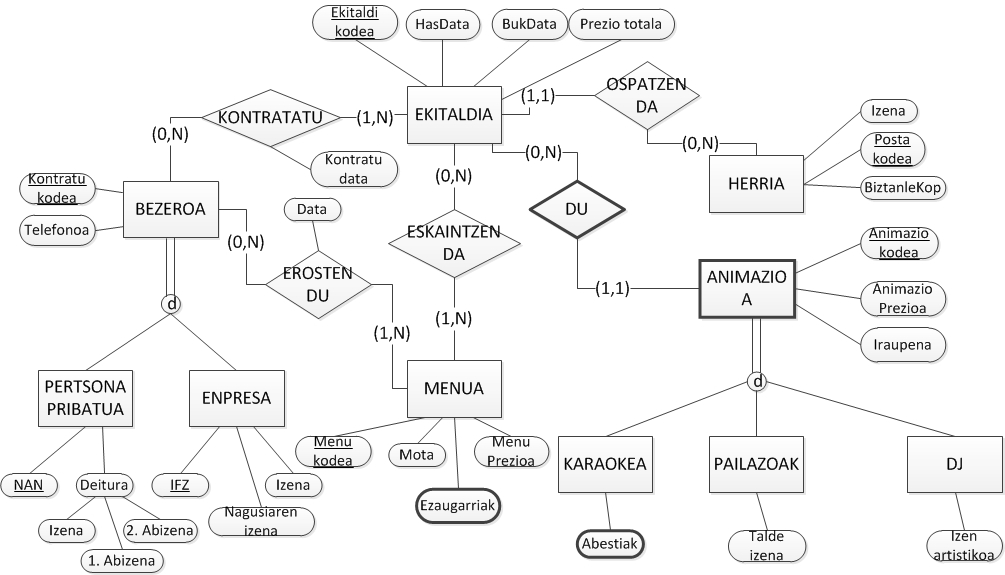 Ekitaldi
kodea
HasData
BukData
Prezio totala
OSPATZEN
DA
KONTRATATU
(1,N)
EKITALDIA
(1,1)
(0,N)
Kontratu
data
(0,N)
(0,N)
(0,N)
Izena
Posta
kodea
BiztanleKop
HERRIA
Kontratu
kodea
Telefonoa
BEZEROA
Data
DU
(0,N)
ESKAINTZEN
DA
EROSTEN
DU
Animazio
kodea
Animazio
Prezioa
Iraupena
ANIMAZIO
A
(1,1)
d
(1,N)
(1,N)
PERTSONA
PRIBATUA
ENPRESA
MENUA
d
NAN
Deitura
Izena
1. Abizena
2. Abizena
IFZ
Nagusiaren
izena
Izena
Menu
kodea
Mota
Menu
Prezioa
Ezaugarriak
KARAOKEA
PAILAZOAK
DJ
Abestiak
Talde
izena
Izen
artistikoa